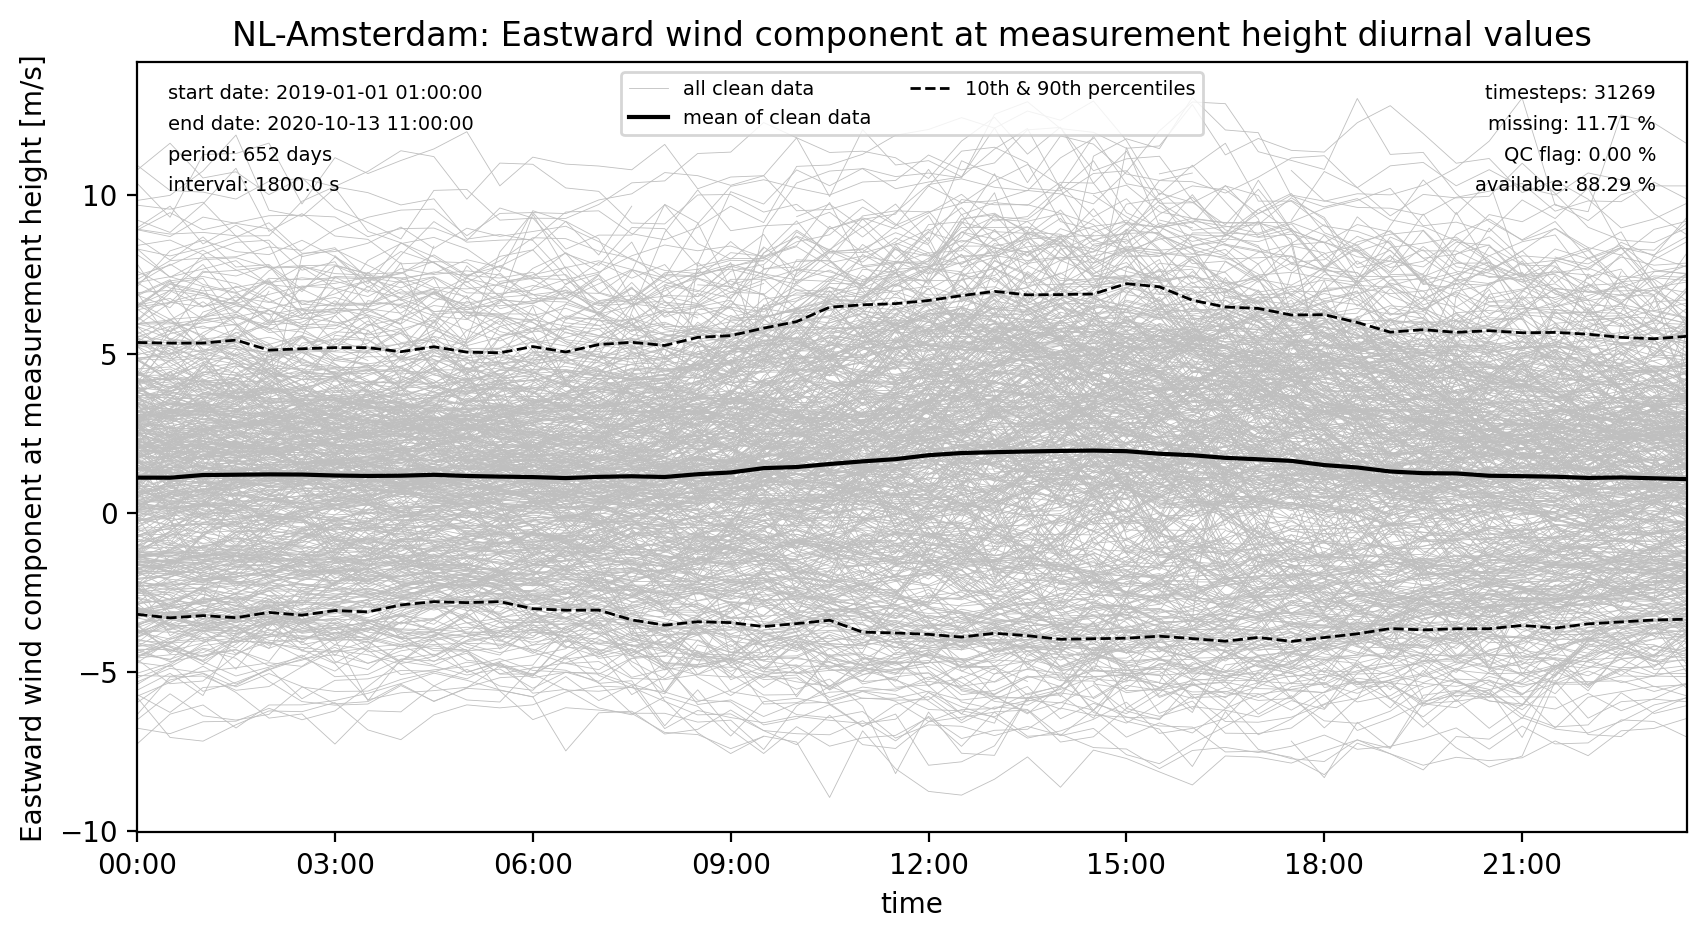 NL-Amsterdam: Eastward wind component at measurement height diurnal values
start date: 2019-01-01 01:00:00
end date: 2020-10-13 11:00:00
period: 652 days
interval: 1800.0 s
all clean data
mean of clean data
10th & 90th percentiles
timesteps: 31269
missing: 11.71 %
QC flag: 0.00 %
available: 88.29 %
Eastward wind component at measurement height [m/s]
10
5
0
−5
−10
00:00 03:00 06:00 09:00 12:00 15:00 18:00 21:00
time